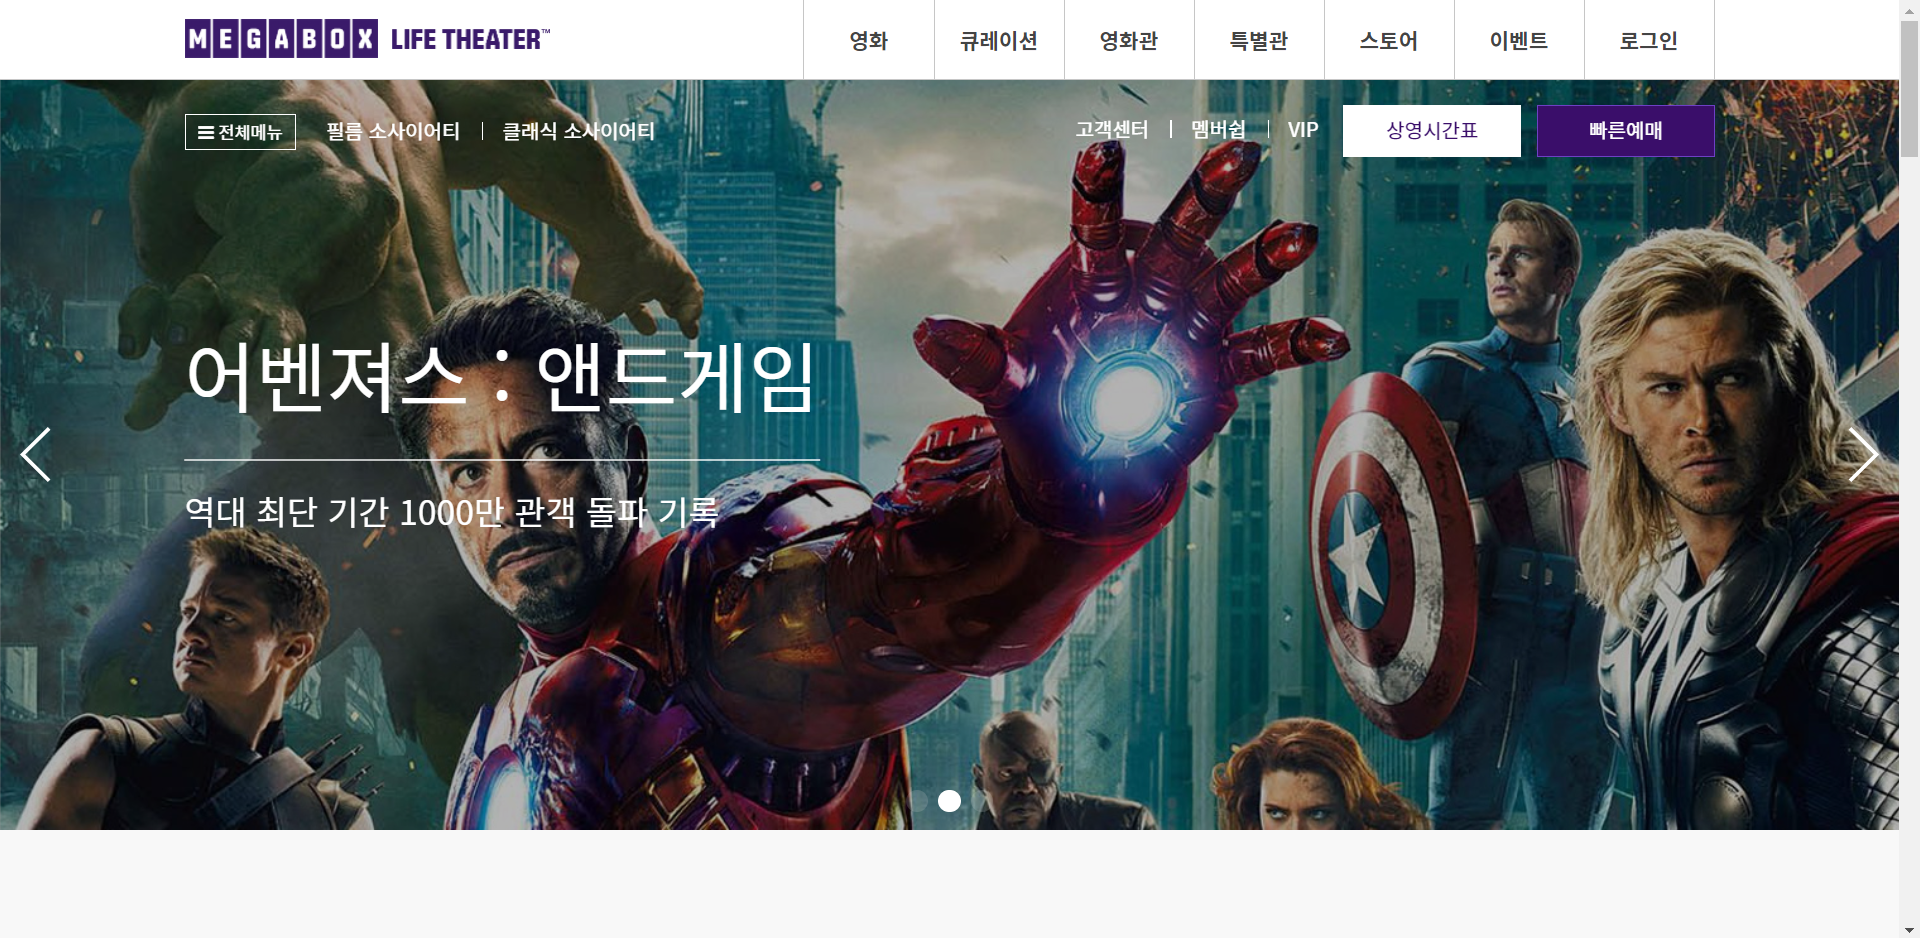 MEGABOX LIFE THEATER™
영화
큐레이션
영화관
특별관
스토어
이벤트
로그인
전체메뉴
필름 소사이어티
클래식 소사이어티
고객센터
멤버쉽
VIP
상영시간표
빠른예매
어벤져스 : 앤드게임
역대 최단 기간 1000만 관객 돌파 기록